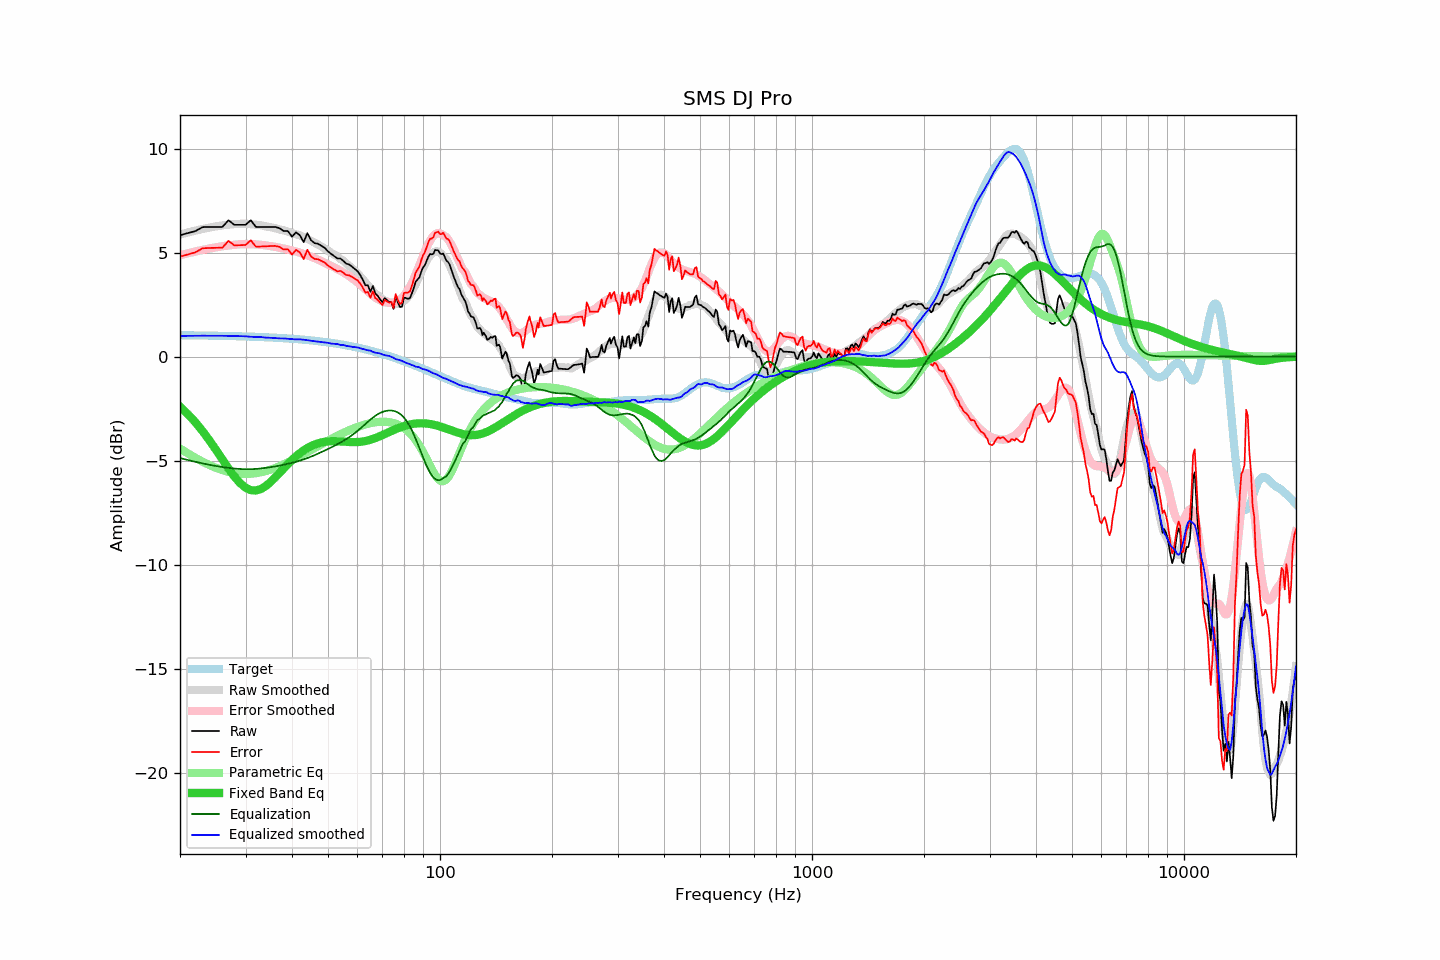 SMS DJ Pro
10
5
0
−5
−10
−15
−20
Amplitude (dBr)
Target
Raw Smoothed
Error Smoothed
Raw
Error
Parametric Eq
Fixed Band Eq
Equalization
Equalized smoothed
100
1000
10000
Frequency (Hz)